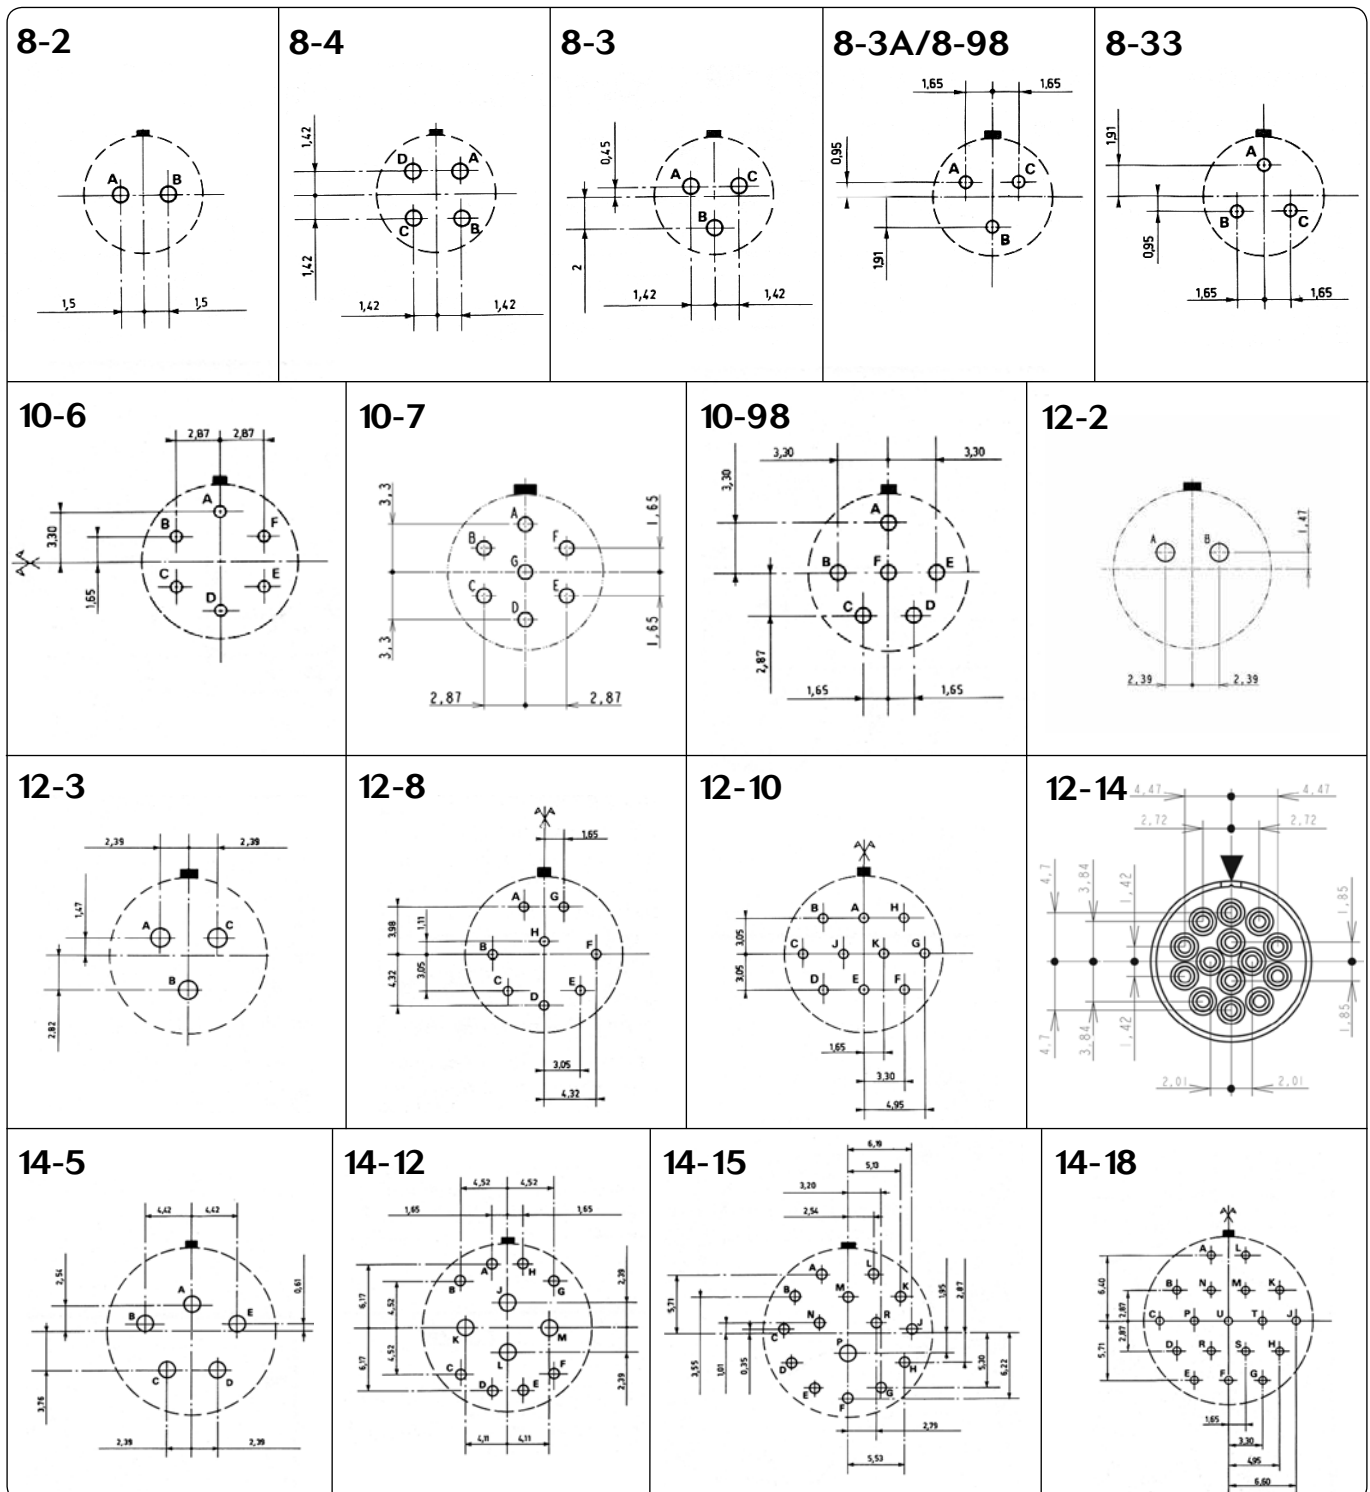 8-2
A B
1,5 1,5
8-4
1,42
D A
C B
1,42
1,42 1,42
8-3
0,45
A C
B
2
1,42 1,42
8-3A/8-98
1,65 1,65
0,95
A C
B
1,91
8-33
1,91
A
B C
0,95
1,65 1,65
10-6
2,87 2,87
A
B F
3,30
C E
1,65
D
A A
10-7
3,3
1,65
A
B F
G
C E
D
3,3
1,65
2,87 2,87
10-98
3,30 3,30
3,30
A
B F E
C D
2,87
1,65 1,65
12-2
1,47
A B
2,39 2,39
12-3
2,39 2,39
1,47
A C
B
2,82
12-8
A A
1,65
A G
3,98 1,11
H
B F
4,32 3,05
C E
D
3,05
4,32
12-10
A A
B A H
3,05
C J K G
3,05
D E F
1,65
3,30
4,95
12-14
4,47 4,47
2,72 2,72
4,7 3,84 1,42
1,85
4,7 3,84 1,42
1,85
2,01 2,01
14-5
4,42 4,42
2,54
0,61
A
B E
C D
3,76
2,39 2,39
14-12
4,52 4,52
1,65 1,65
A H
B G
J
2,39
6,17 4,52
K M
6,17 4,52
L
C F
D E
2,39
4,11 4,11
14-15
6,19
5,13
3,20
2,54
A L
B M K
5,71
1,95 2,87
N R
C J
P
D H
3,55 1,01 0,35
5,30 6,22
E G
F
2,79
5,53
14-18
A A
A L
6,40
B N M K
2,87
C P U T J
2,87
D R S H
5,71
E F G
1,65
3,30
4,95
6,60